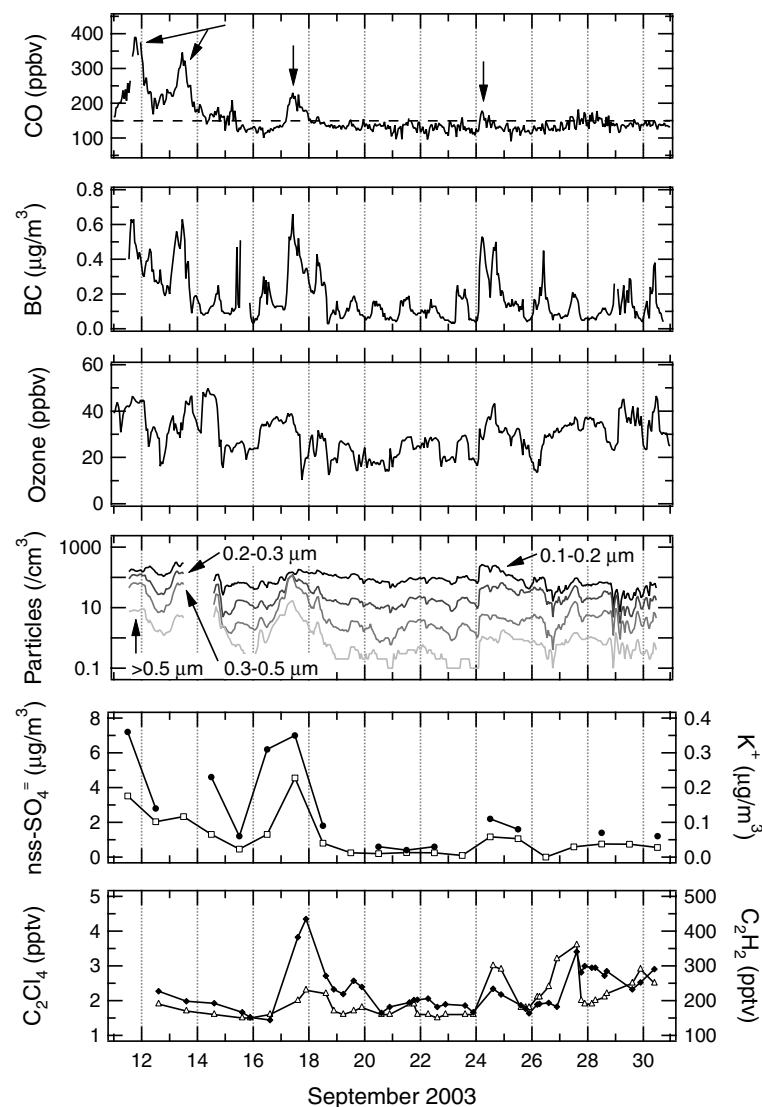 CO (ppbv)
400
300
200
100
BC (µg/m³)
0.8
0.6
0.4
0.2
0.0
Ozone (ppbv)
60
40
20
0
Particles (/cm³)
1000
10
0.1
0.2-0.3 µm
0.1-0.2 µm
>0.5 µm
0.3-0.5 µm
nss-SO₄⁼ (µg/m³)
8
6
4
2
0
K⁺ (µg/m³)
0.4
0.3
0.2
0.1
0.0
C₂Cl₄ (pptv)
5
4
3
2
1
C₂H₂ (pptv)
500
400
300
200
100
12 14 16 18 20 22 24 26 28 30
September 2003